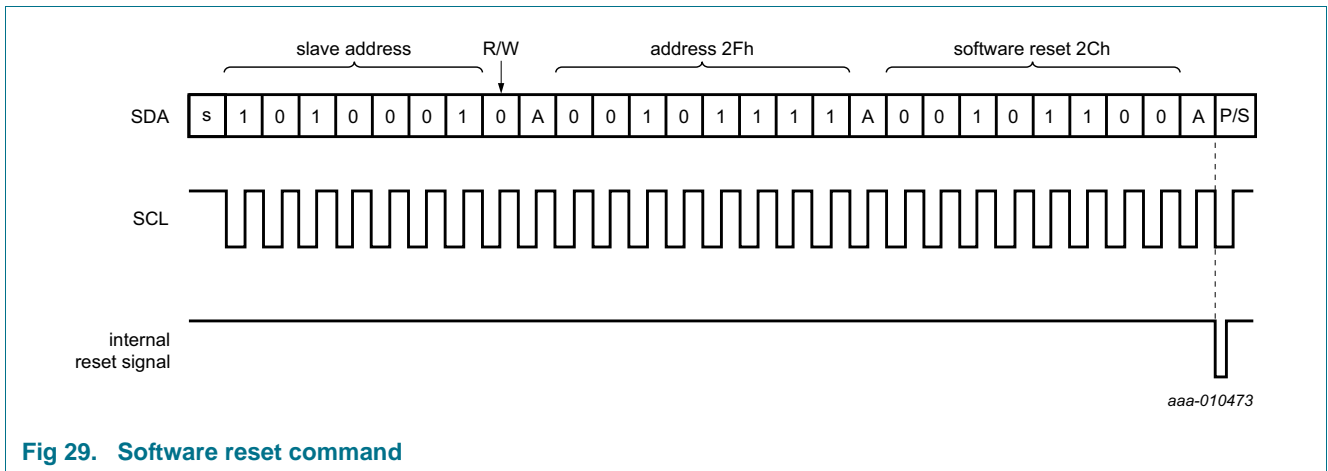 slave address R/W address 2Fh software reset 2Ch
SDA s 1 0 1 0 0 0 1 0 A 0 0 1 0 1 1 1 1 A 0 0 1 0 1 1 0 0 A P/S
SCL
internal
reset signal
aaa-010473
Fig 29. Software reset command